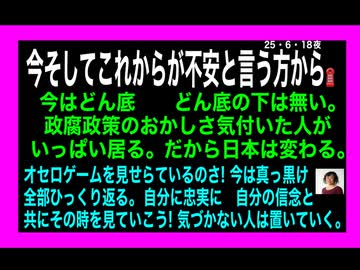 25・6・18夜
今そしてこれからが不安と言う方から
今はどん底　　どん底の下は無い。
政腐政策のおかしさ気付いた人が
いっぱい居る。だから日本は変わる。
オセロゲームを見せらているのさ! 今は真っ黒け
全部ひっくり返る。自分に忠実に　自分の信念と
共にその時を見ていこう! 気づかない人は置いていく。